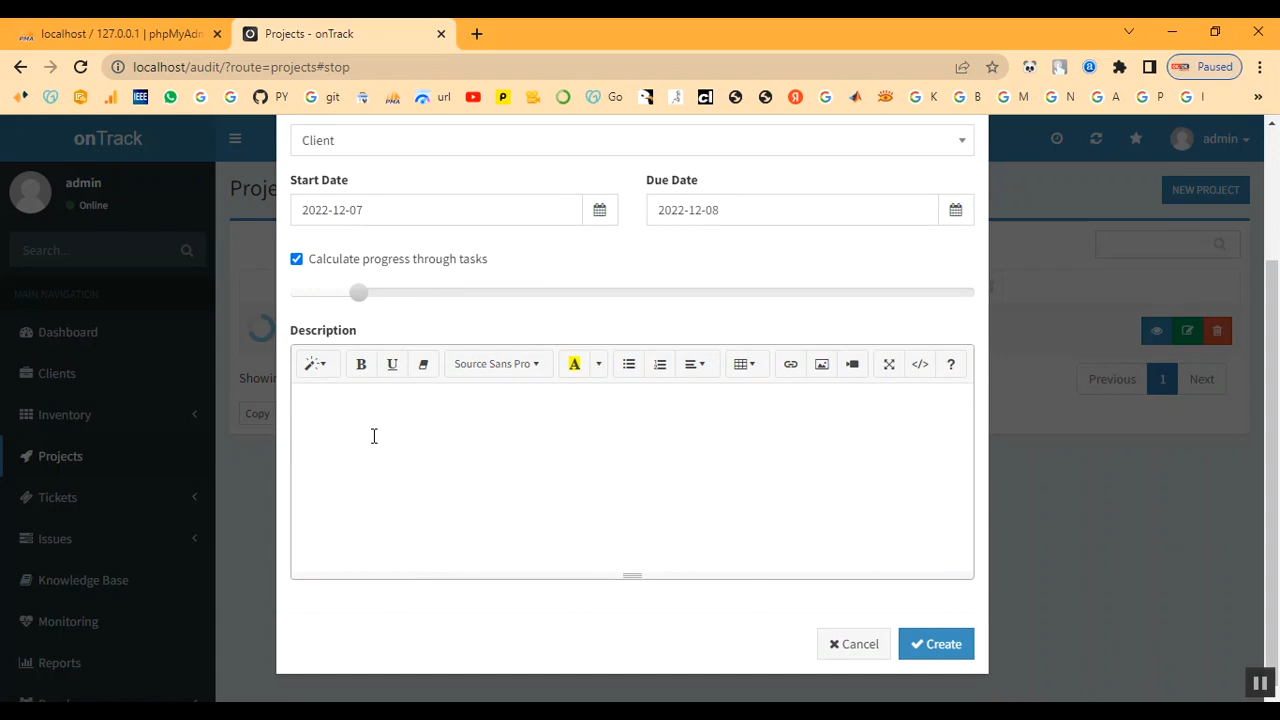 localhost / 127.0.0.1 | phpMyAdn
Projects - onTrack
localhost/audit/?route=projects#stop
Paused
PY
git
url
Go
K
B
M
N
A
P
I
onTrack
admin
admin
Online
Search...
MAIN NAVIGATION
Dashboard
Clients
Inventory
Projects
Tickets
Issues
Knowledge Base
Monitoring
Reports
Proje
NEW PROJECT
Showin
Copy
Previous
1
Next
Client
Start Date
Due Date
2022-12-07
2022-12-08
Calculate progress through tasks
Description
B U Source Sans Pro A </> ?
Cancel
Create